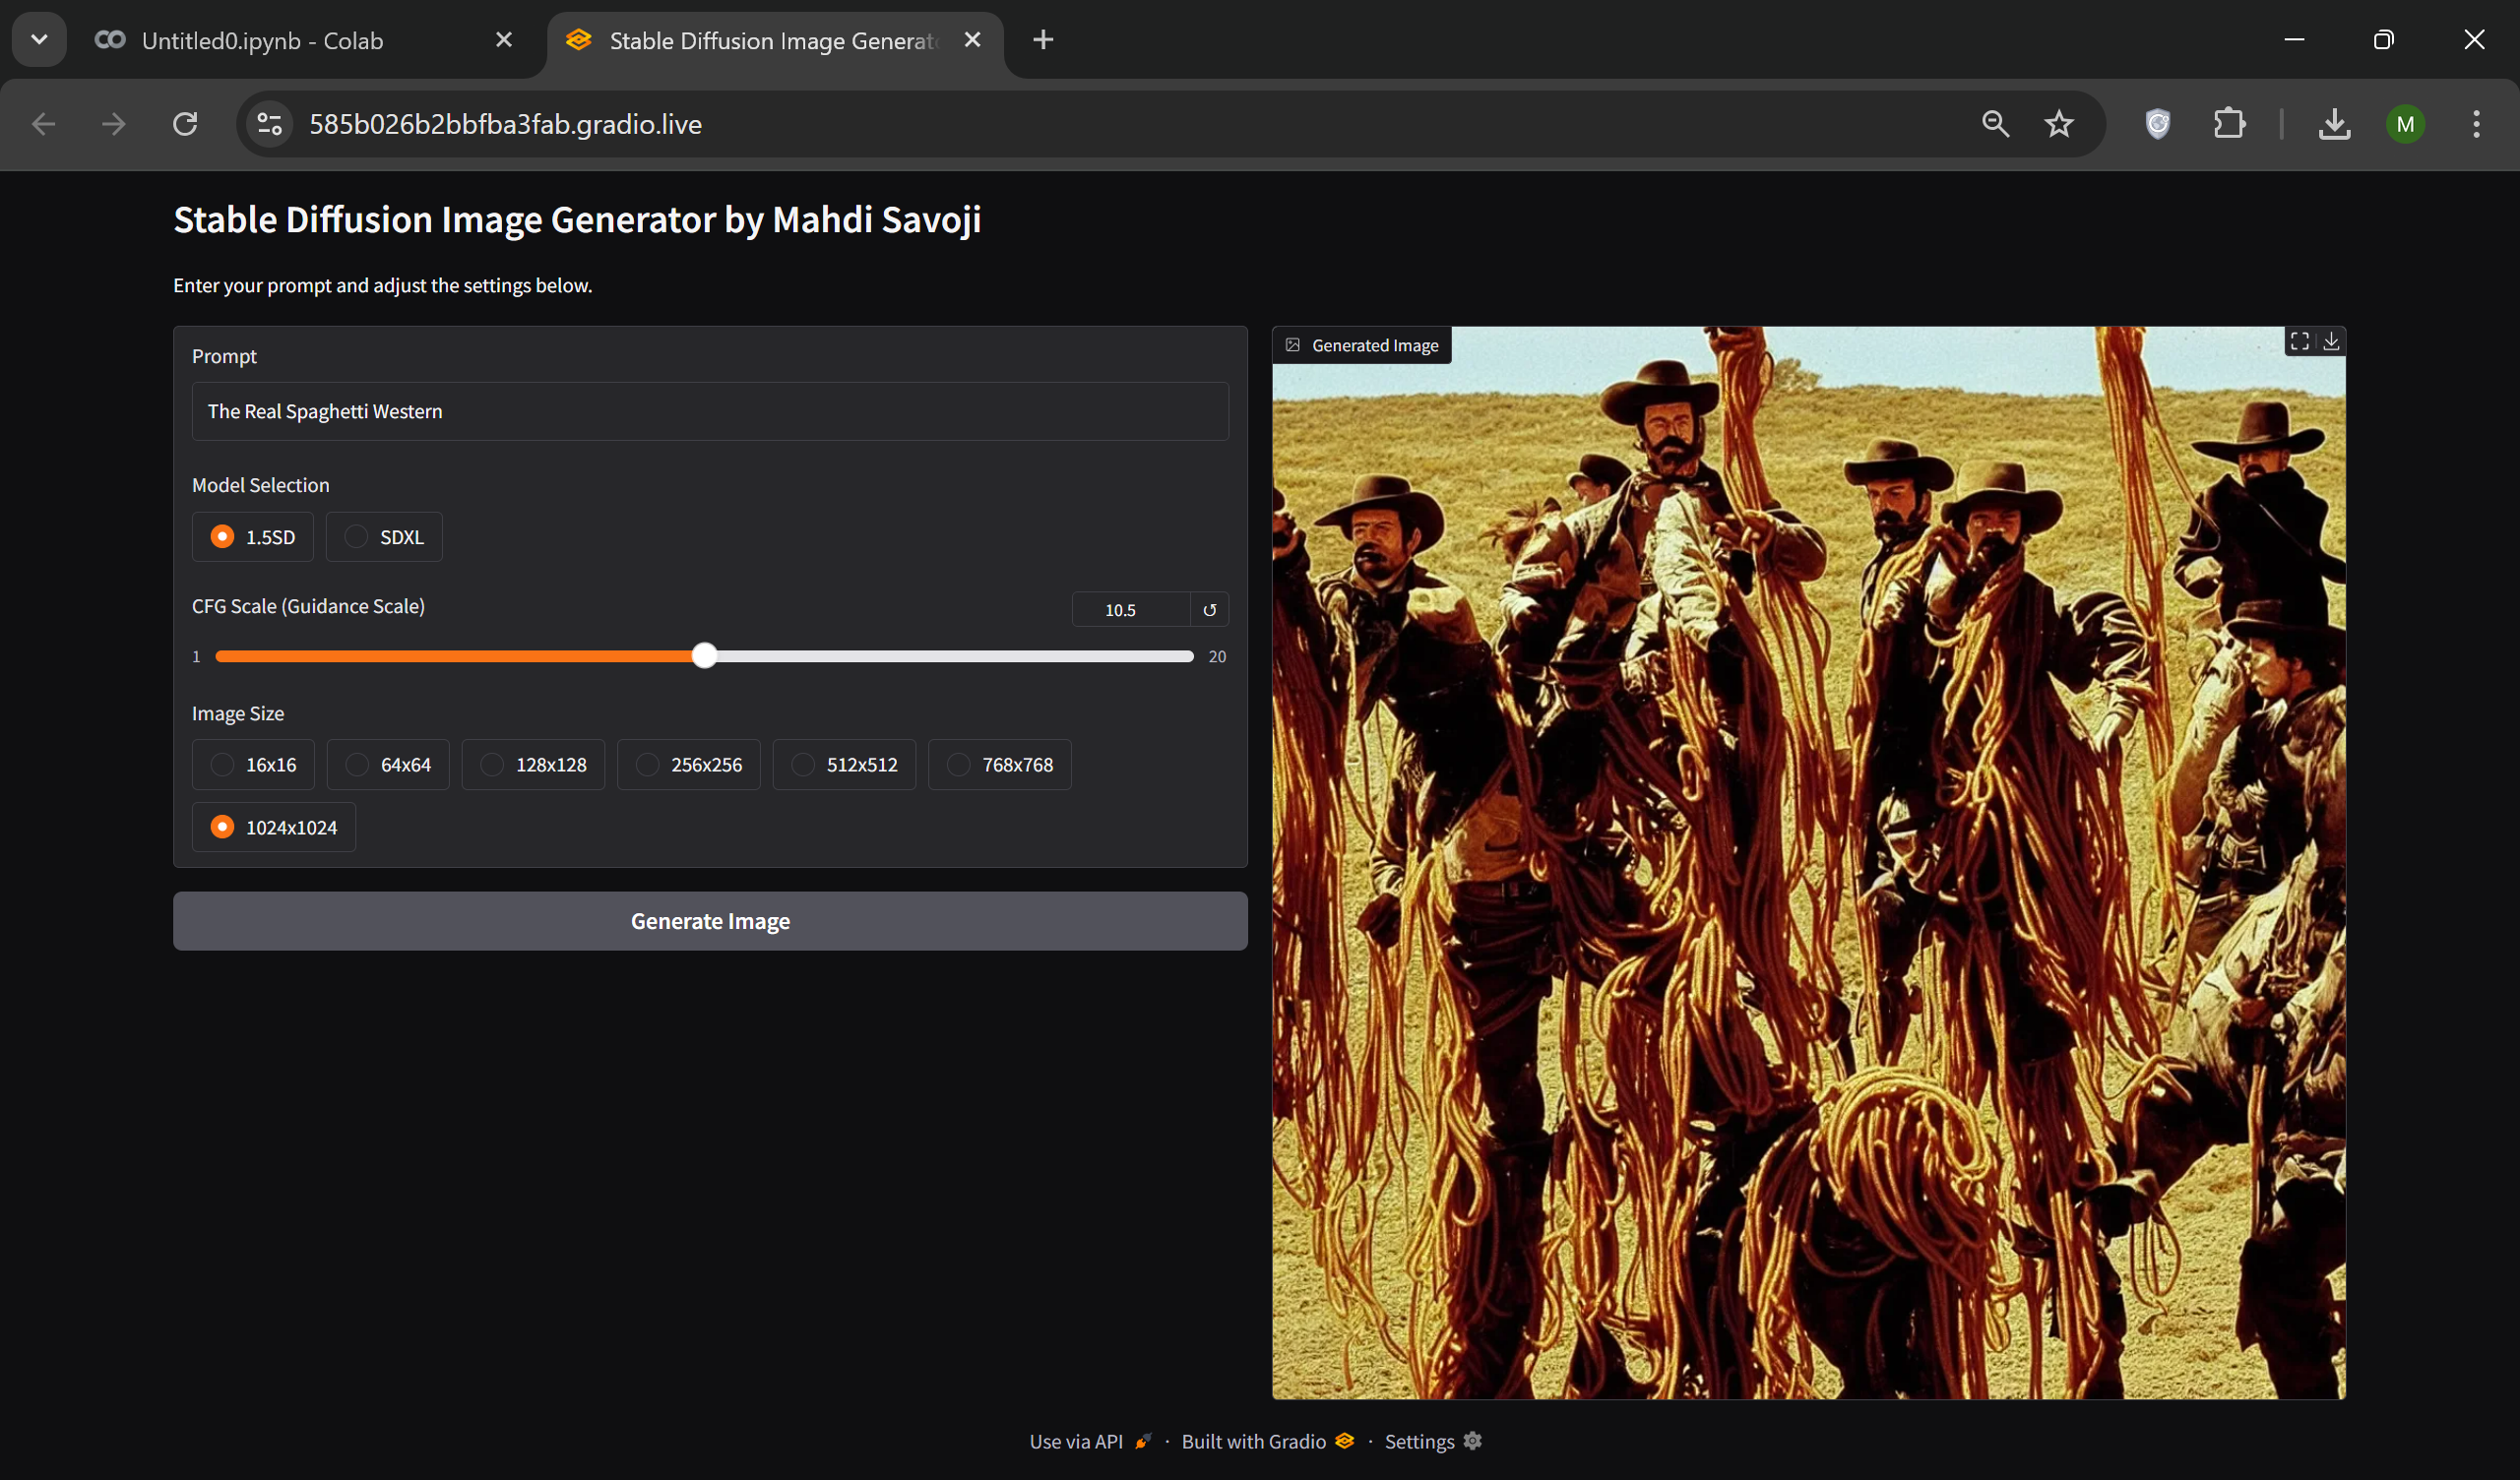 Untitled0.ipynb - Colab
Stable Diffusion Image Generat
585b026b2bbfba3fab.gradio.live
M
Stable Diffusion Image Generator by Mahdi Savoji
Enter your prompt and adjust the settings below.
Prompt
The Real Spaghetti Western
Model Selection
1.5SD
SDXL
CFG Scale (Guidance Scale)
10.5
1
20
Image Size
16x16
64x64
128x128
256x256
512x512
768x768
1024x1024
Generate Image
Generated Image
Use via API · Built with Gradio · Settings